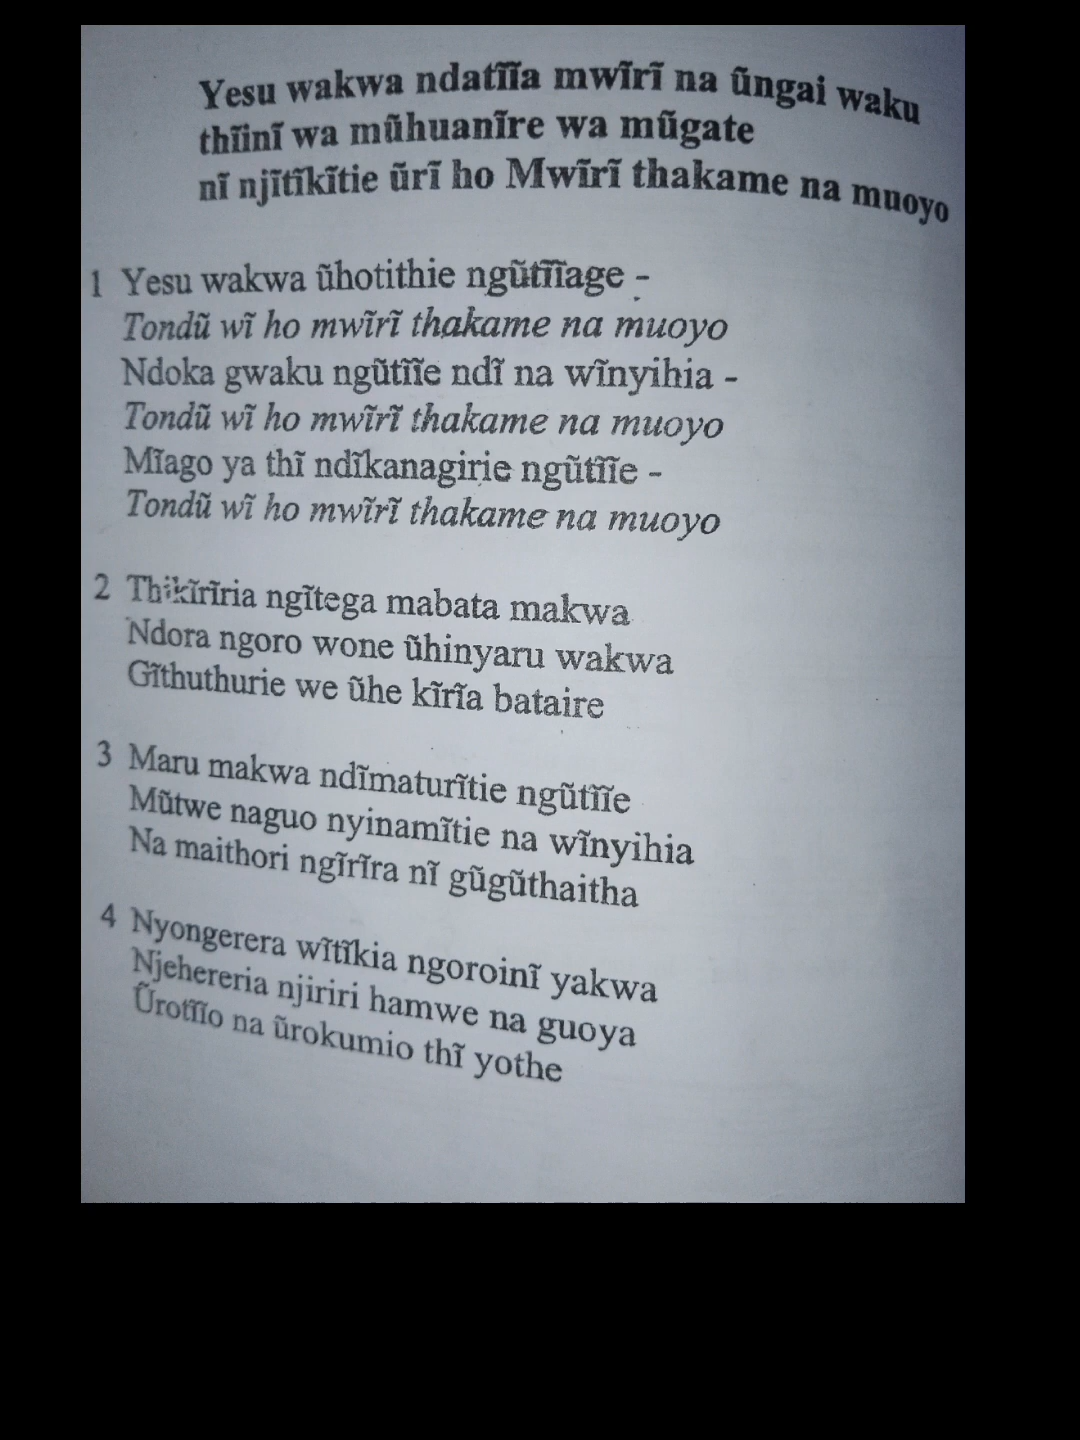 Yesu wakwa ndatĩĩa mwĩrĩ na ũngai waku
thĩinĩ wa mũhuanĩre wa mũgate
nĩ njĩtĩkĩtie ũrĩ ho Mwĩrĩ thakame na muoyo
1 Yesu wakwa ũhotithie ngũtĩĩage -
Tondũ wĩ ho mwĩrĩ thakame na muoyo
Ndoka gwaku ngũtĩĩe ndĩ na wĩnyihia -
Tondũ wĩ ho mwĩrĩ thakame na muoyo
Mĩago ya thĩ ndĩkanagirie ngũtĩĩe -
Tondũ wĩ ho mwĩrĩ thakame na muoyo
2 Thikĩrĩria ngĩtega mabata makwa
Ndora ngoro wone ũhinyaru wakwa
Gĩthuthurie we ũhe kĩrĩa bataire
3 Maru makwa ndĩmaturĩtie ngũtĩĩe
Mũtwe naguo nyinamĩtie na wĩnyihia
Na maithori ngĩrĩra nĩ gũgũthaitha
4 Nyongerera wĩtĩkia ngoroinĩ yakwa
Njehereria njiriri hamwe na guoya
Ũrotĩĩo na ũrokumio thĩ yothe